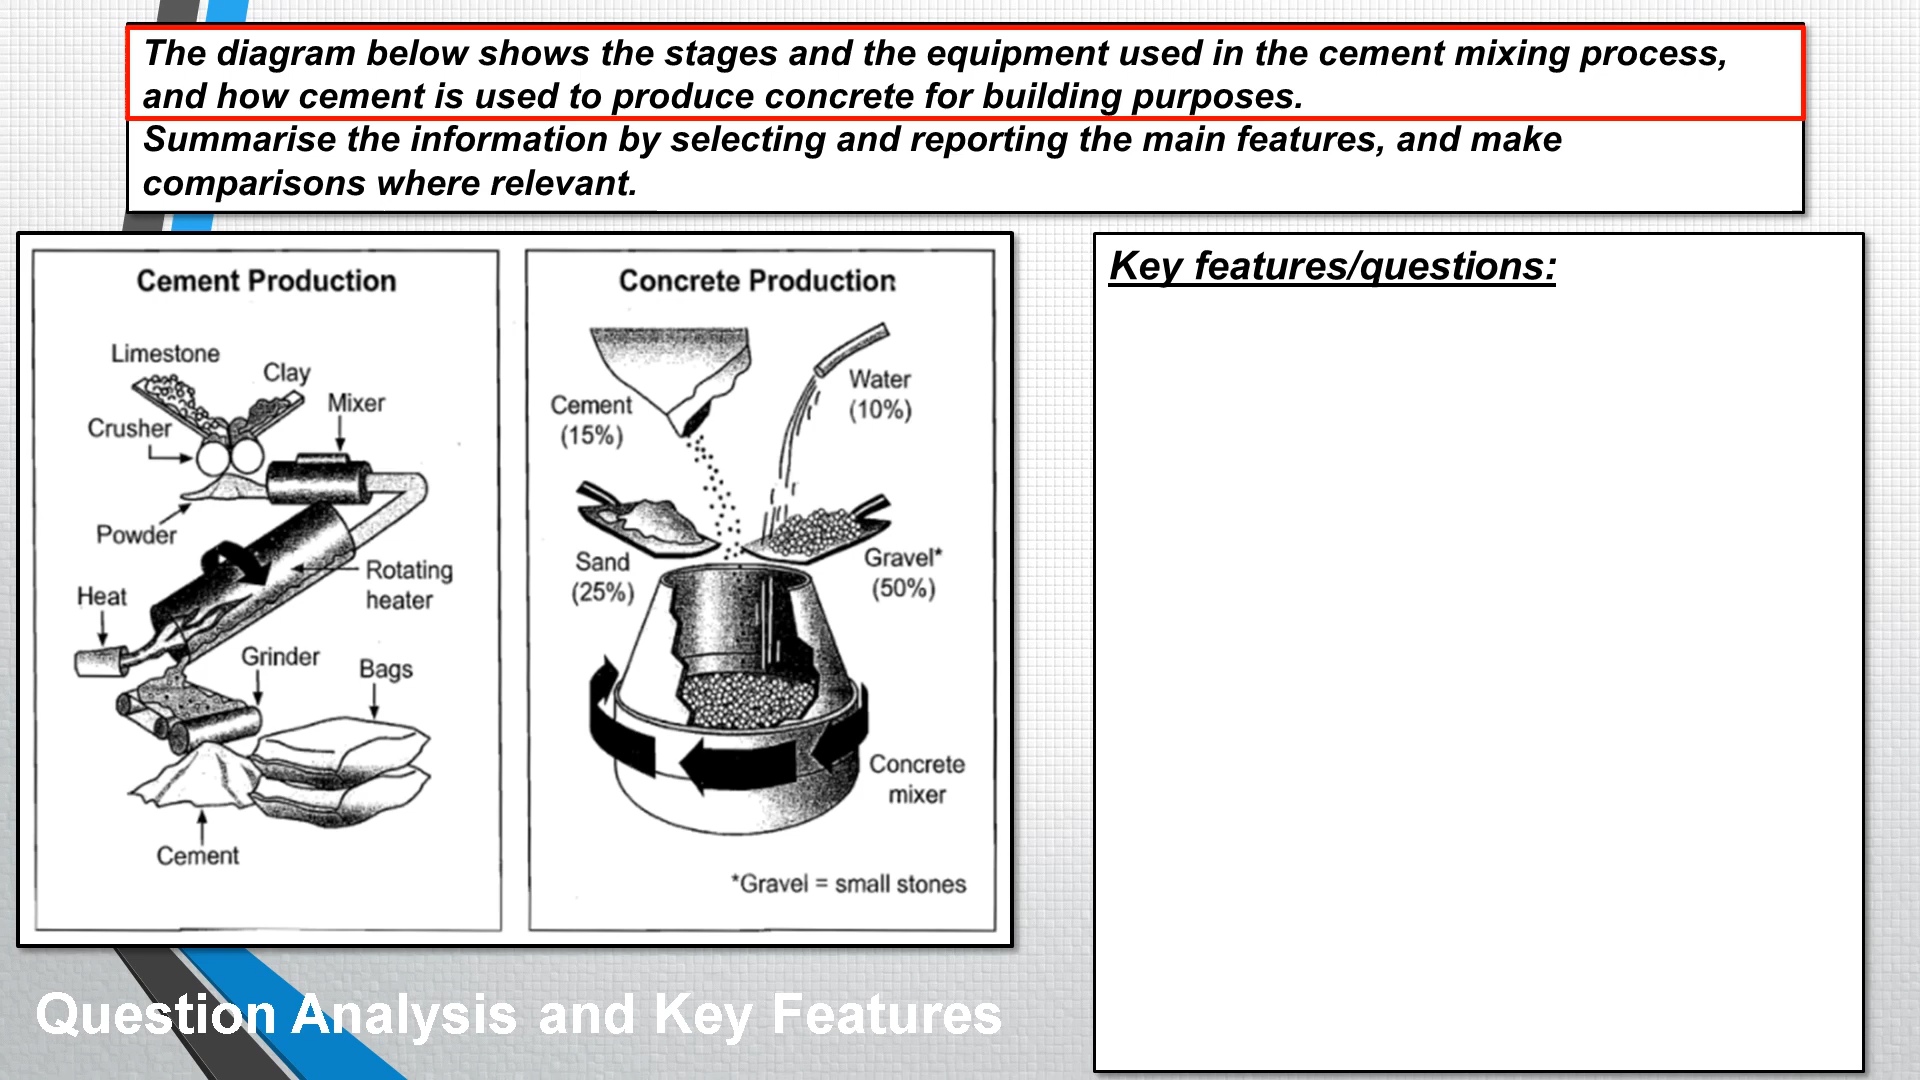 The diagram below shows the stages and the equipment used in the cement mixing process,
and how cement is used to produce concrete for building purposes.
Summarise the information by selecting and reporting the main features, and make
comparisons where relevant.
Cement Production
Limestone
Clay
Mixer
Crusher
Powder
Rotating
heater
Heat
Grinder
Bags
Cement
Concrete Production
Water
(10%)
Cement
(15%)
Sand
(25%)
Gravel*
(50%)
Concrete
mixer
*Gravel = small stones
Key features/questions:
Question Analysis and Key Features